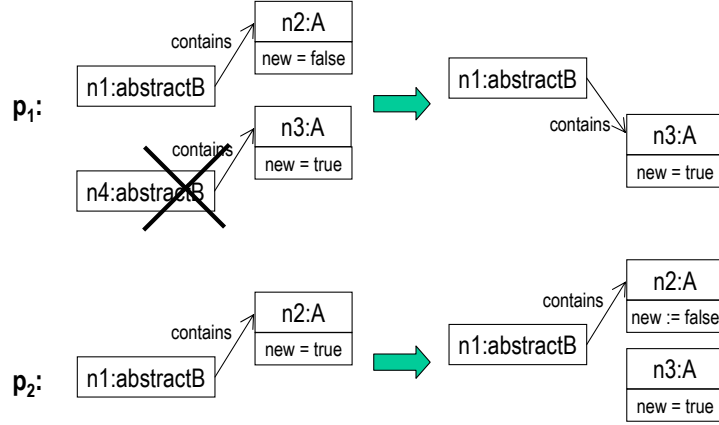 p1:
n2:A
contains
new = false
n1:abstractB
n3:A
contains
new = true
n4:abstractB
n1:abstractB
contains
n3:A
new = true
p2:
n2:A
contains
new = true
n1:abstractB
n2:A
contains
new := false
n1:abstractB
n3:A
new = true